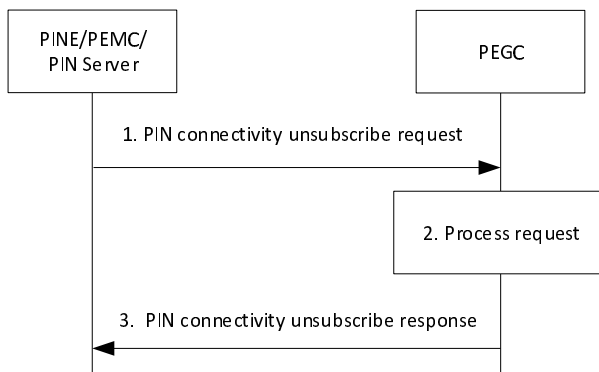 PINE/PEMC/
PIN Server
PEGC
1. PIN connectivity unsubscribe request
2. Process request
3. PIN connectivity unsubscribe response